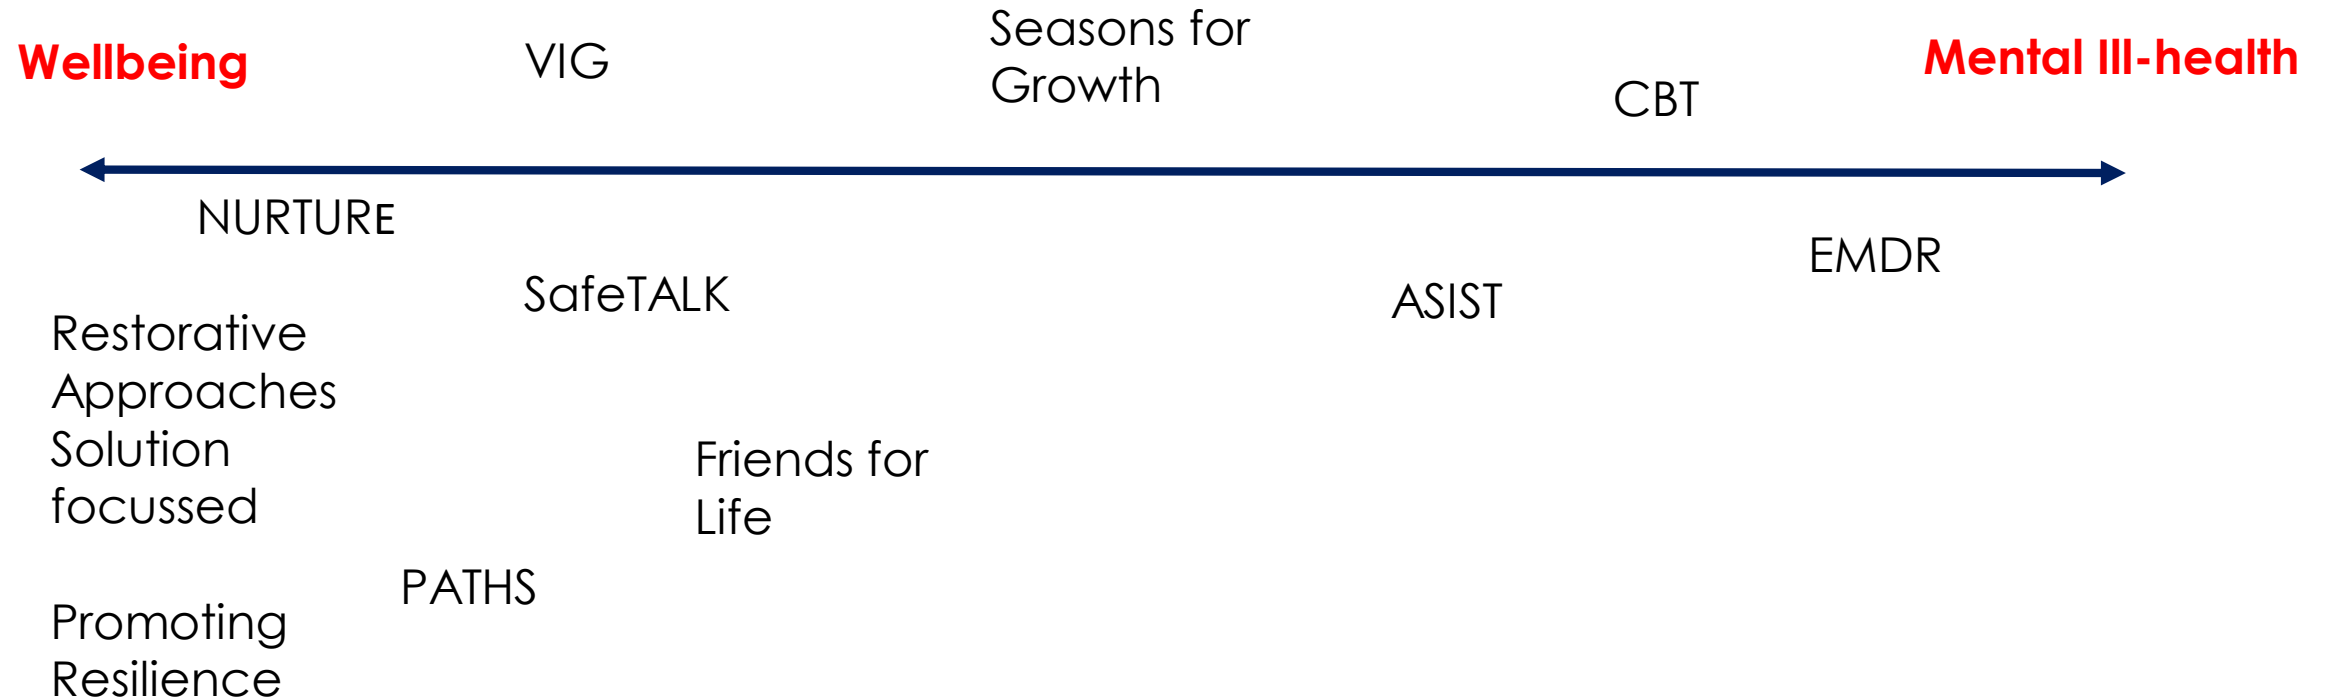 Wellbeing
VIG
Seasons for
Growth
CBT
Mental Ill-health
NURTURE
SafeTALK
ASIST
EMDR
Restorative
Approaches
Solution
focussed
Friends for
Life
PATHS
Promoting
Resilience